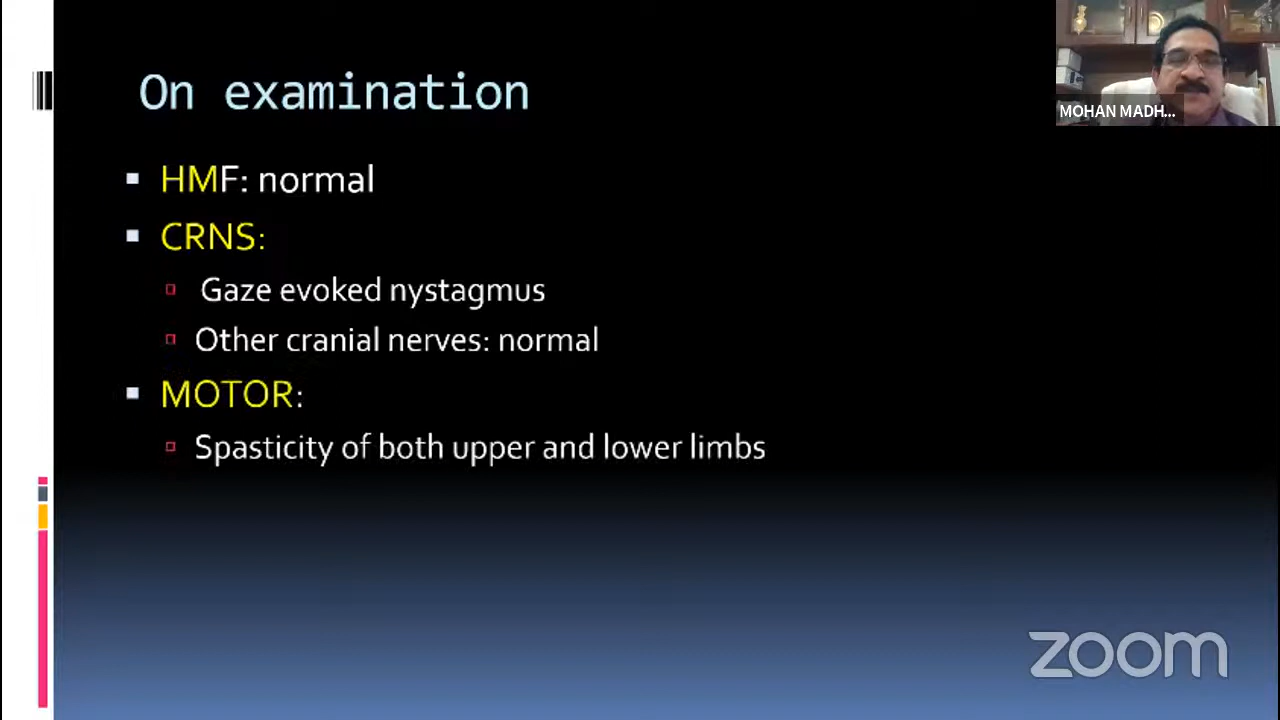 On examination
MOHAN MADH...
HMF: normal
CRNS:
Gaze evoked nystagmus
Other cranial nerves: normal
MOTOR:
Spasticity of both upper and lower limbs
zoom